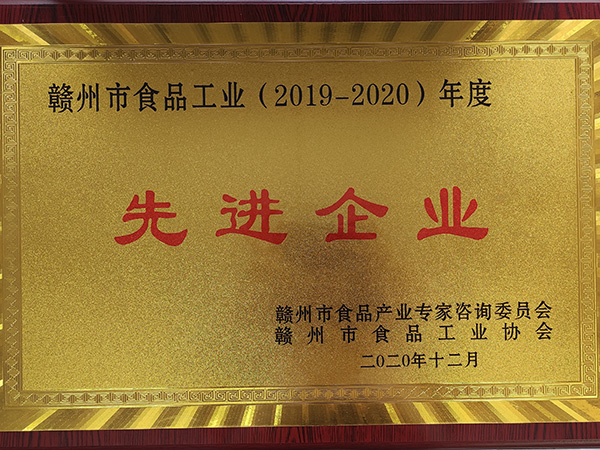 赣州市食品工业（2019-2020）年度
先进企业
赣州市食品产业专家咨询委员会
赣州市食品工业协会
二0二0年十二月